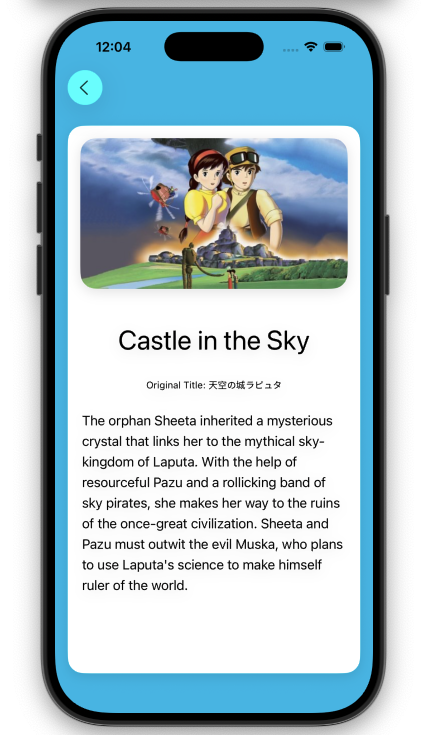 12:04
Castle in the Sky
Original Title: 天空の城ラピュタ
The orphan Sheeta inherited a mysterious
crystal that links her to the mythical sky-
kingdom of Laputa. With the help of
resourceful Pazu and a rollicking band of
sky pirates, she makes her way to the ruins
of the once-great civilization. Sheeta and
Pazu must outwit the evil Muska, who plans
to use Laputa's science to make himself
ruler of the world.